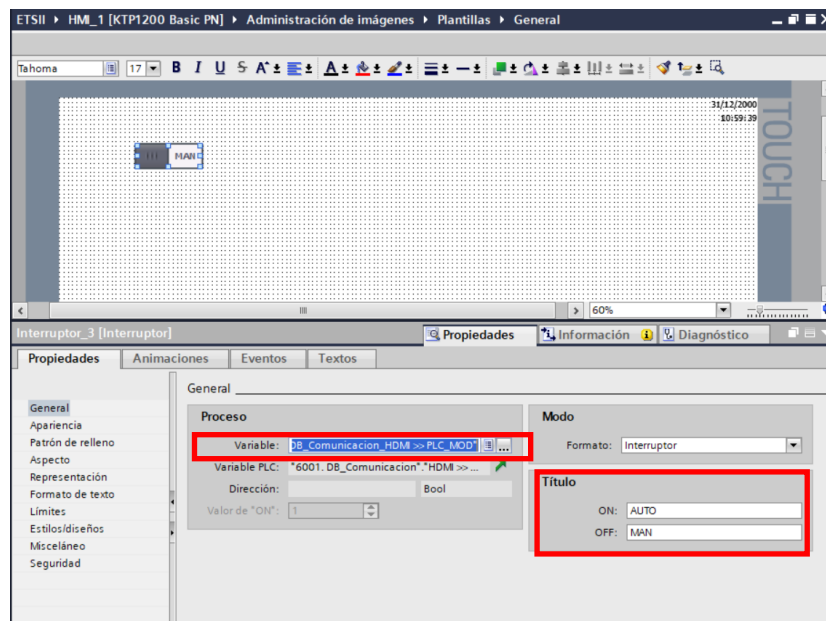 ETSII ▸ HMI_1 [KTP1200 Basic PN] ▸ Administración de imágenes ▸ Plantillas ▸ General
Tahoma 17 B I U S A
31/12/2000
10:59:39
TOUCH
MAN
60%
Interruptor_3 [Interruptor]
Propiedades Información Diagnóstico
Propiedades Animaciones Eventos Textos
General
General
Apariencia
Patrón de relleno
Aspecto
Representación
Formato de texto
Límites
Estilos/diseños
Misceláneo
Seguridad
Proceso
Variable: DB_Comunicacion_HDMI >> PLC_MOD" ...
Variable PLC: "6001. DB_Comunicacion"."HDMI >> ...
Dirección: Bool
Valor de "ON": 1
Modo
Formato: Interruptor
Título
ON: AUTO
OFF: MAN